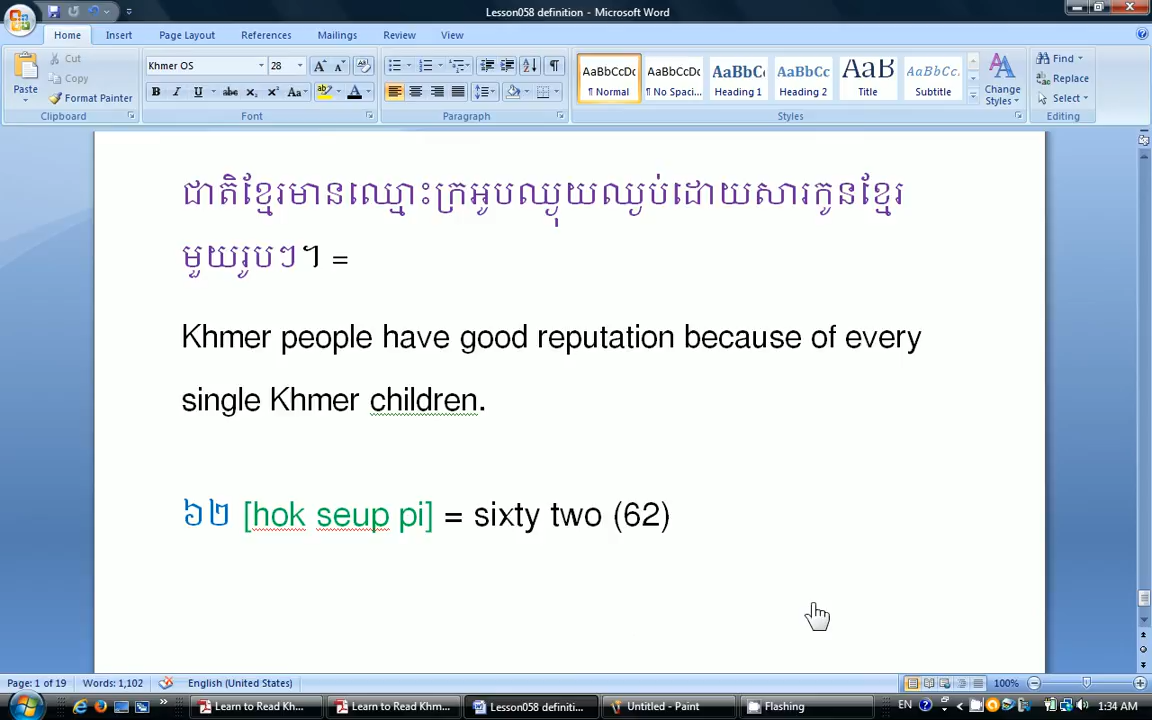 Lesson058 definition - Microsoft Word
Home Insert Page Layout References Mailings Review View
Paste
Cut
Copy
Format Painter
Clipboard
Khmer OS 28
B I U abc X₂ X² Aa
Font
Paragraph
AaBbCcDc AaBbCcDc AaBbC AaBbCc AaB AaBbCc.
¶ Normal ¶ No Spaci... Heading 1 Heading 2 Title Subtitle
Change Styles
Styles
Find
Replace
Select
Editing
ជាតិខ្មែរមានឈ្មោះក្រអូបឈ្ងុយឈ្ងប់ដោយសារកូនខ្មែរ
មួយរូបៗ។ =
Khmer people have good reputation because of every
single Khmer children.
៦២ [hok seup pi] = sixty two (62)
Page: 1 of 19 Words: 1,102 English (United States) 100%
Learn to Read Kh... Learn to Read Khm... Lesson058 definiti... Untitled - Paint Flashing EN 1:34 AM